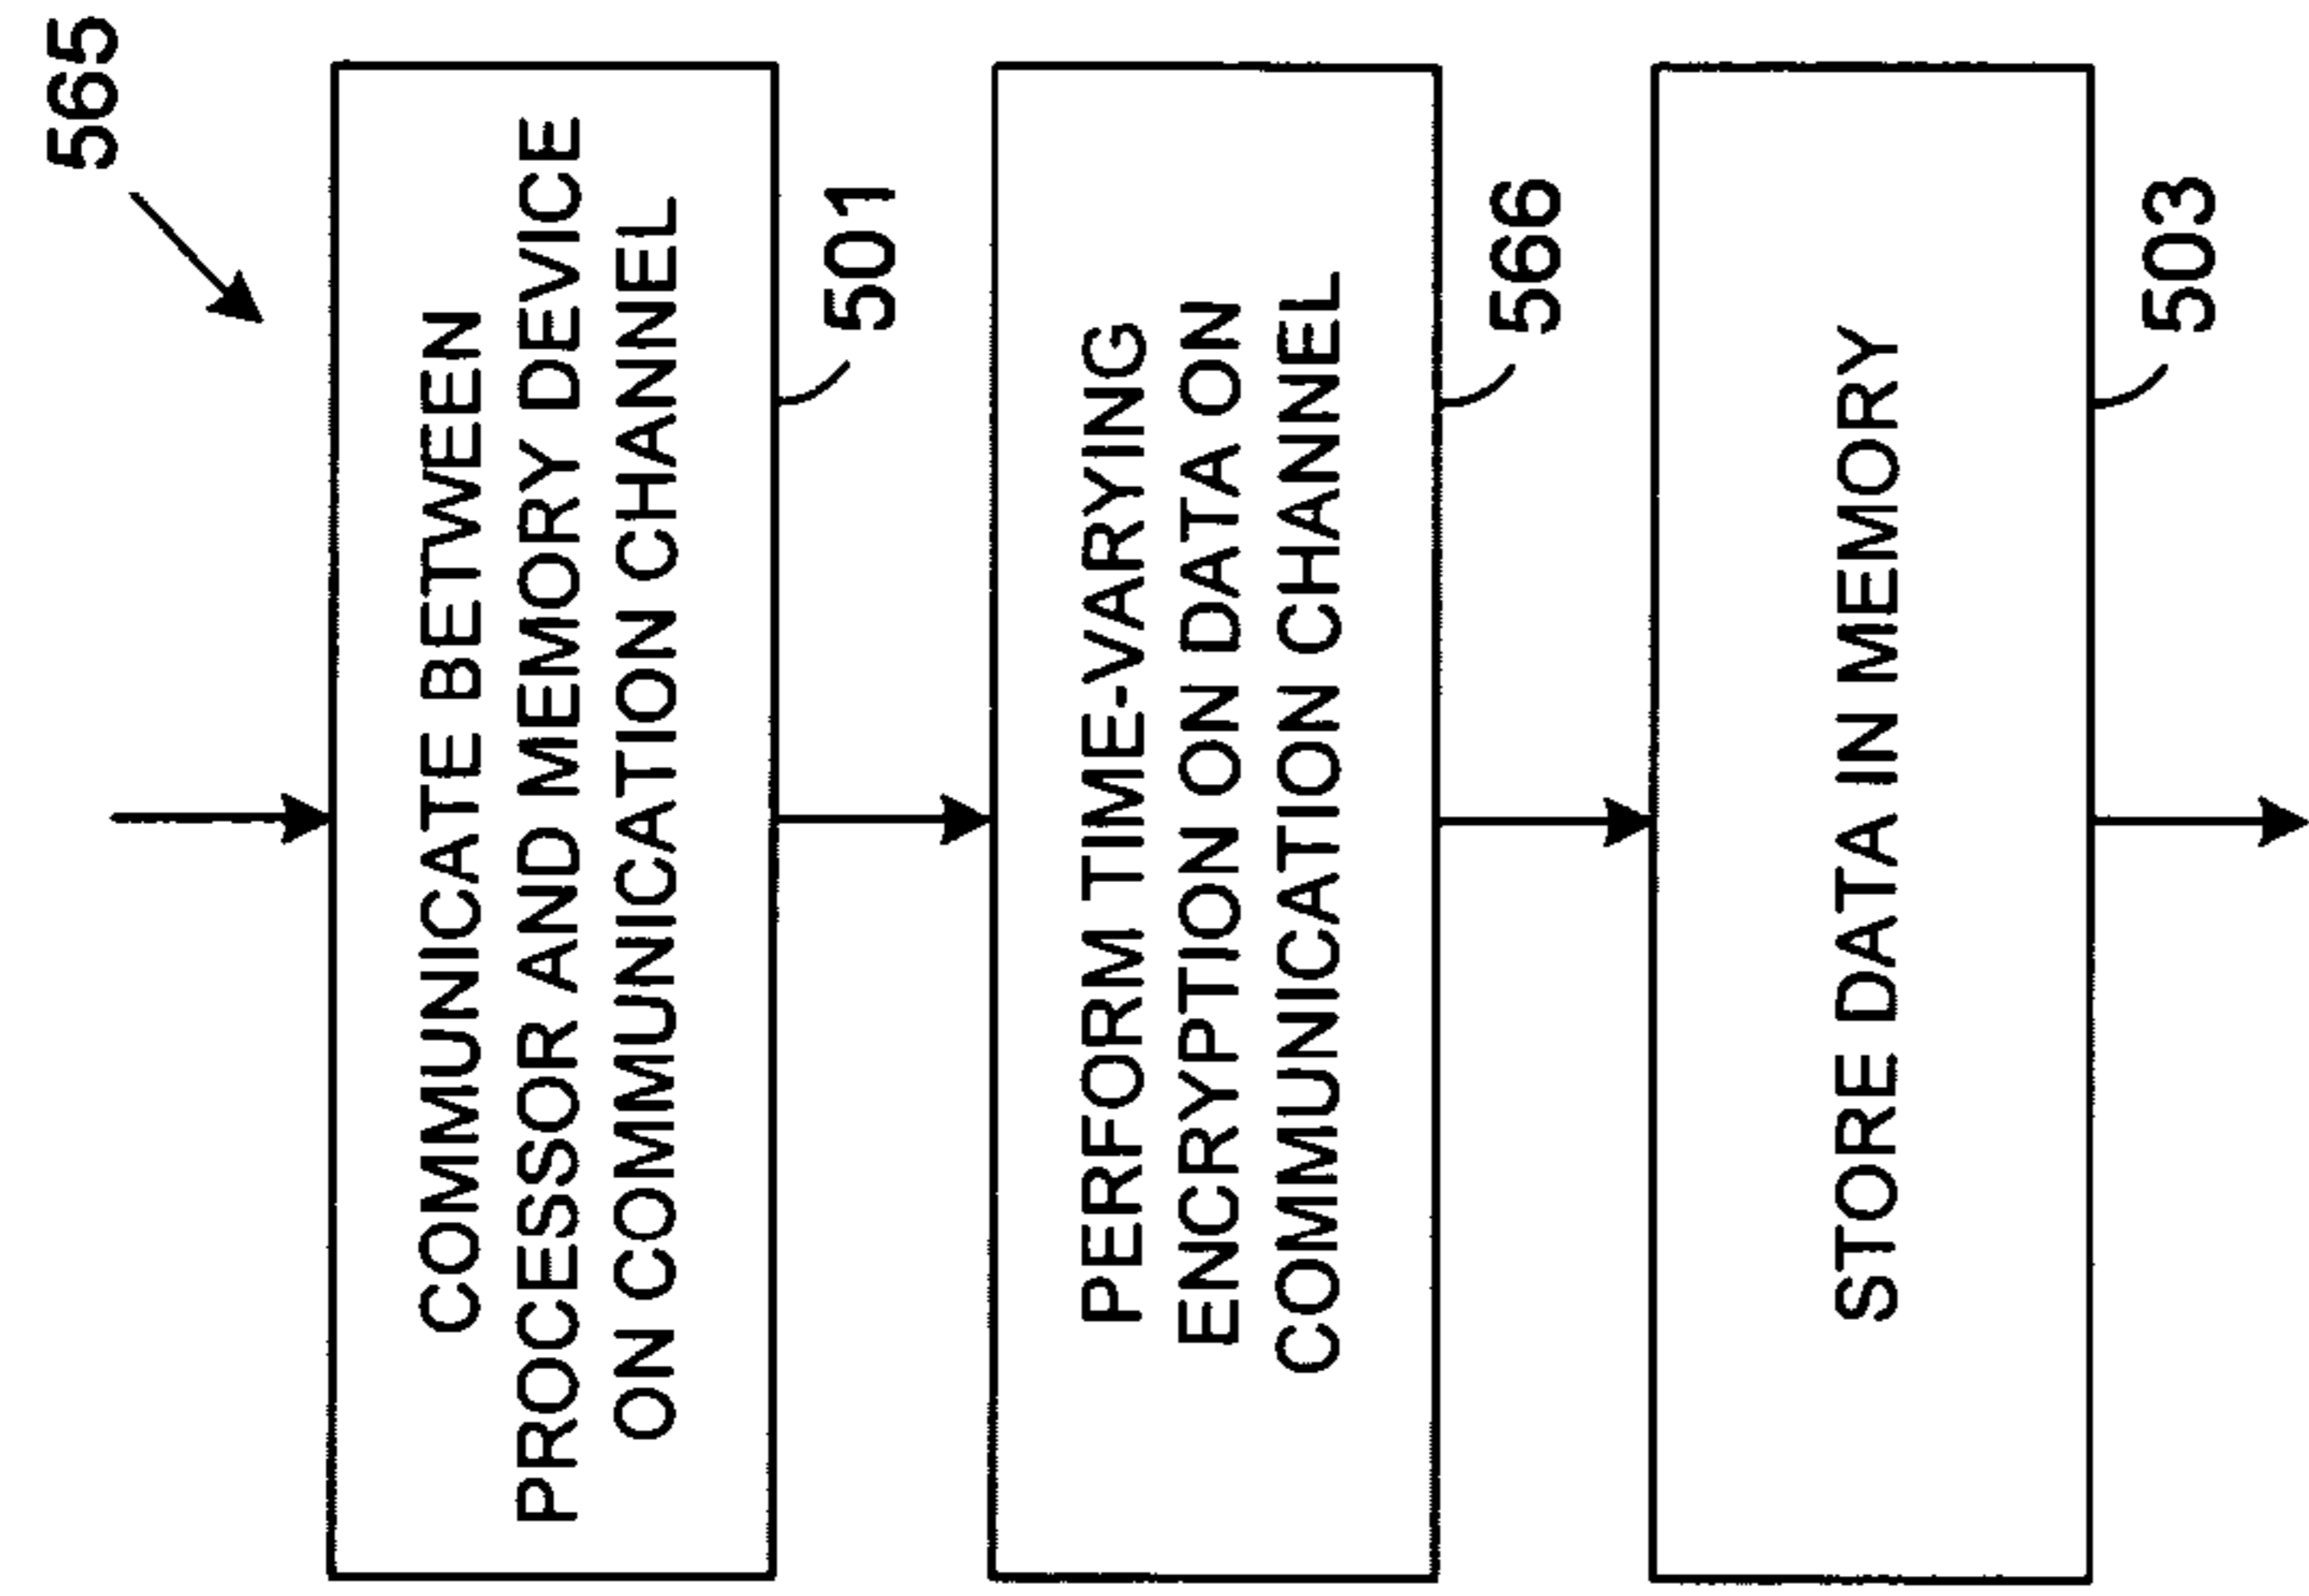 565
COMMUNICATE BETWEEN
PROCESSOR AND MEMORY DEVICE
ON COMMUNICATION CHANNEL
501
PERFORM TIME-VARYING
ENCRYPTION ON DATA ON
COMMUNICATION CHANNEL
566
STORE DATA IN MEMORY
503